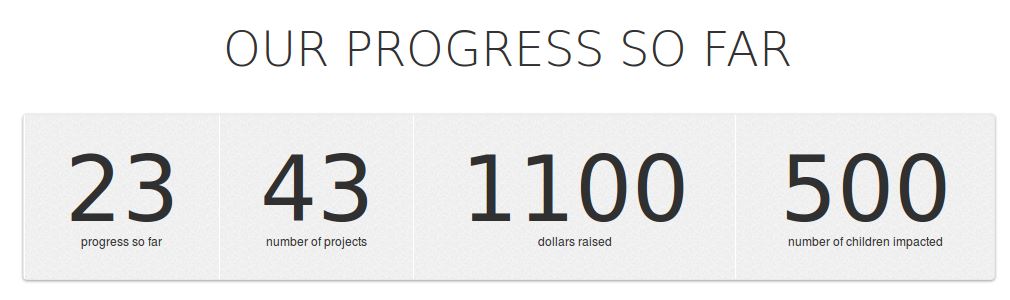 OUR PROGRESS SO FAR
23 43 1100 500
progress so far number of projects dollars raised number of children impacted